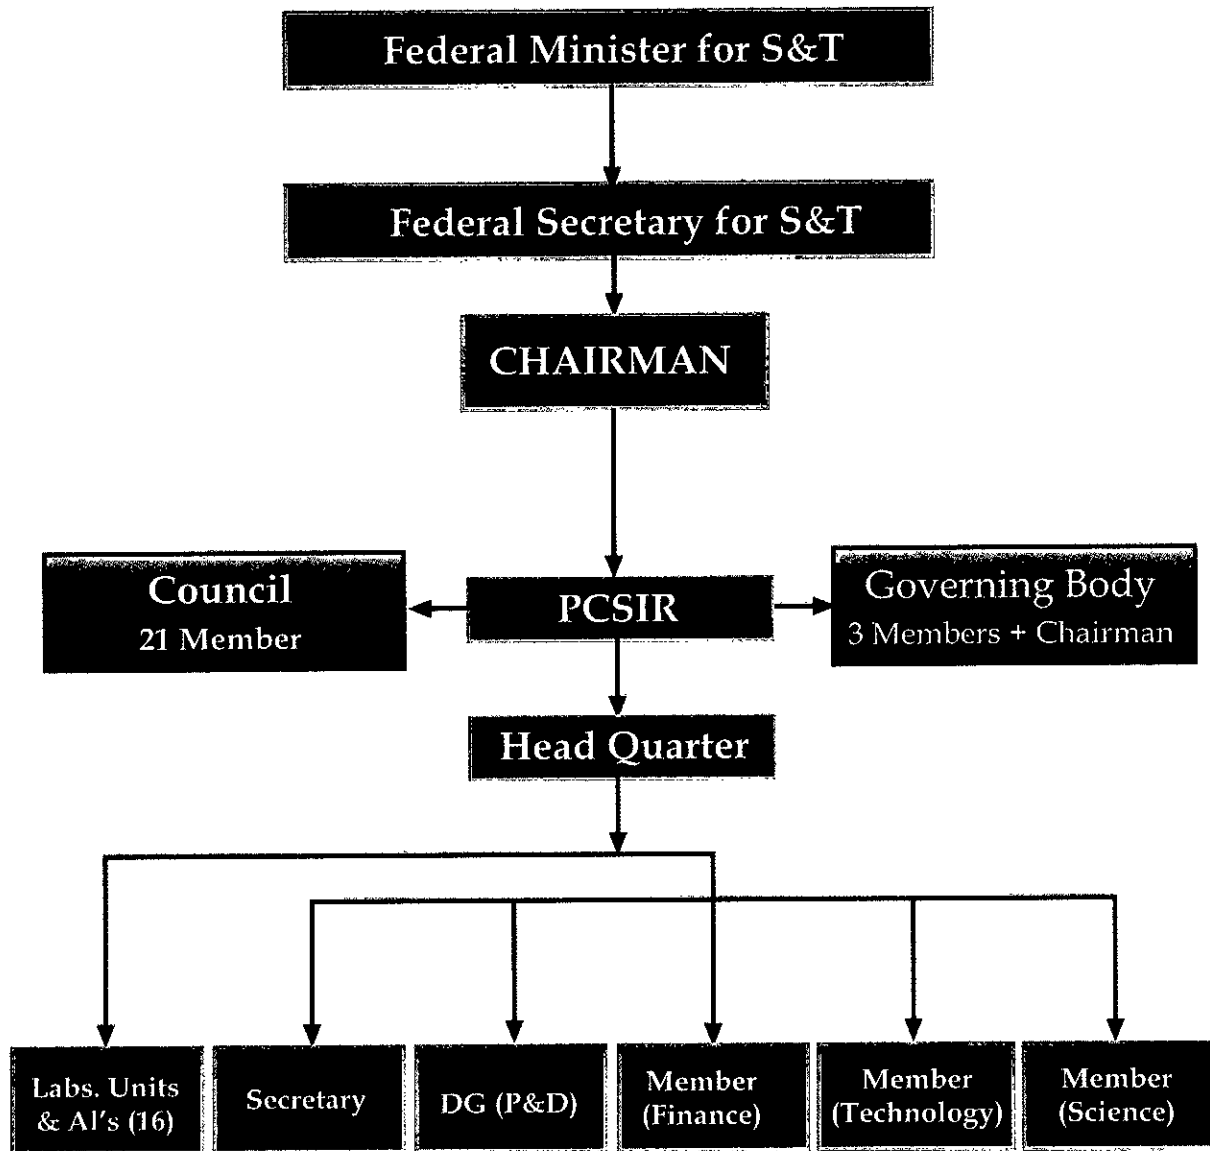 Federal Minister for S&T
Federal Secretary for S&T
CHAIRMAN
Council
21 Member
PCSIR
Governing Body
3 Members + Chairman
Head Quarter
Labs. Units
& AI's (16)
Secretary
DG (P&D)
Member
(Finance)
Member
(Technology)
Member
(Science)